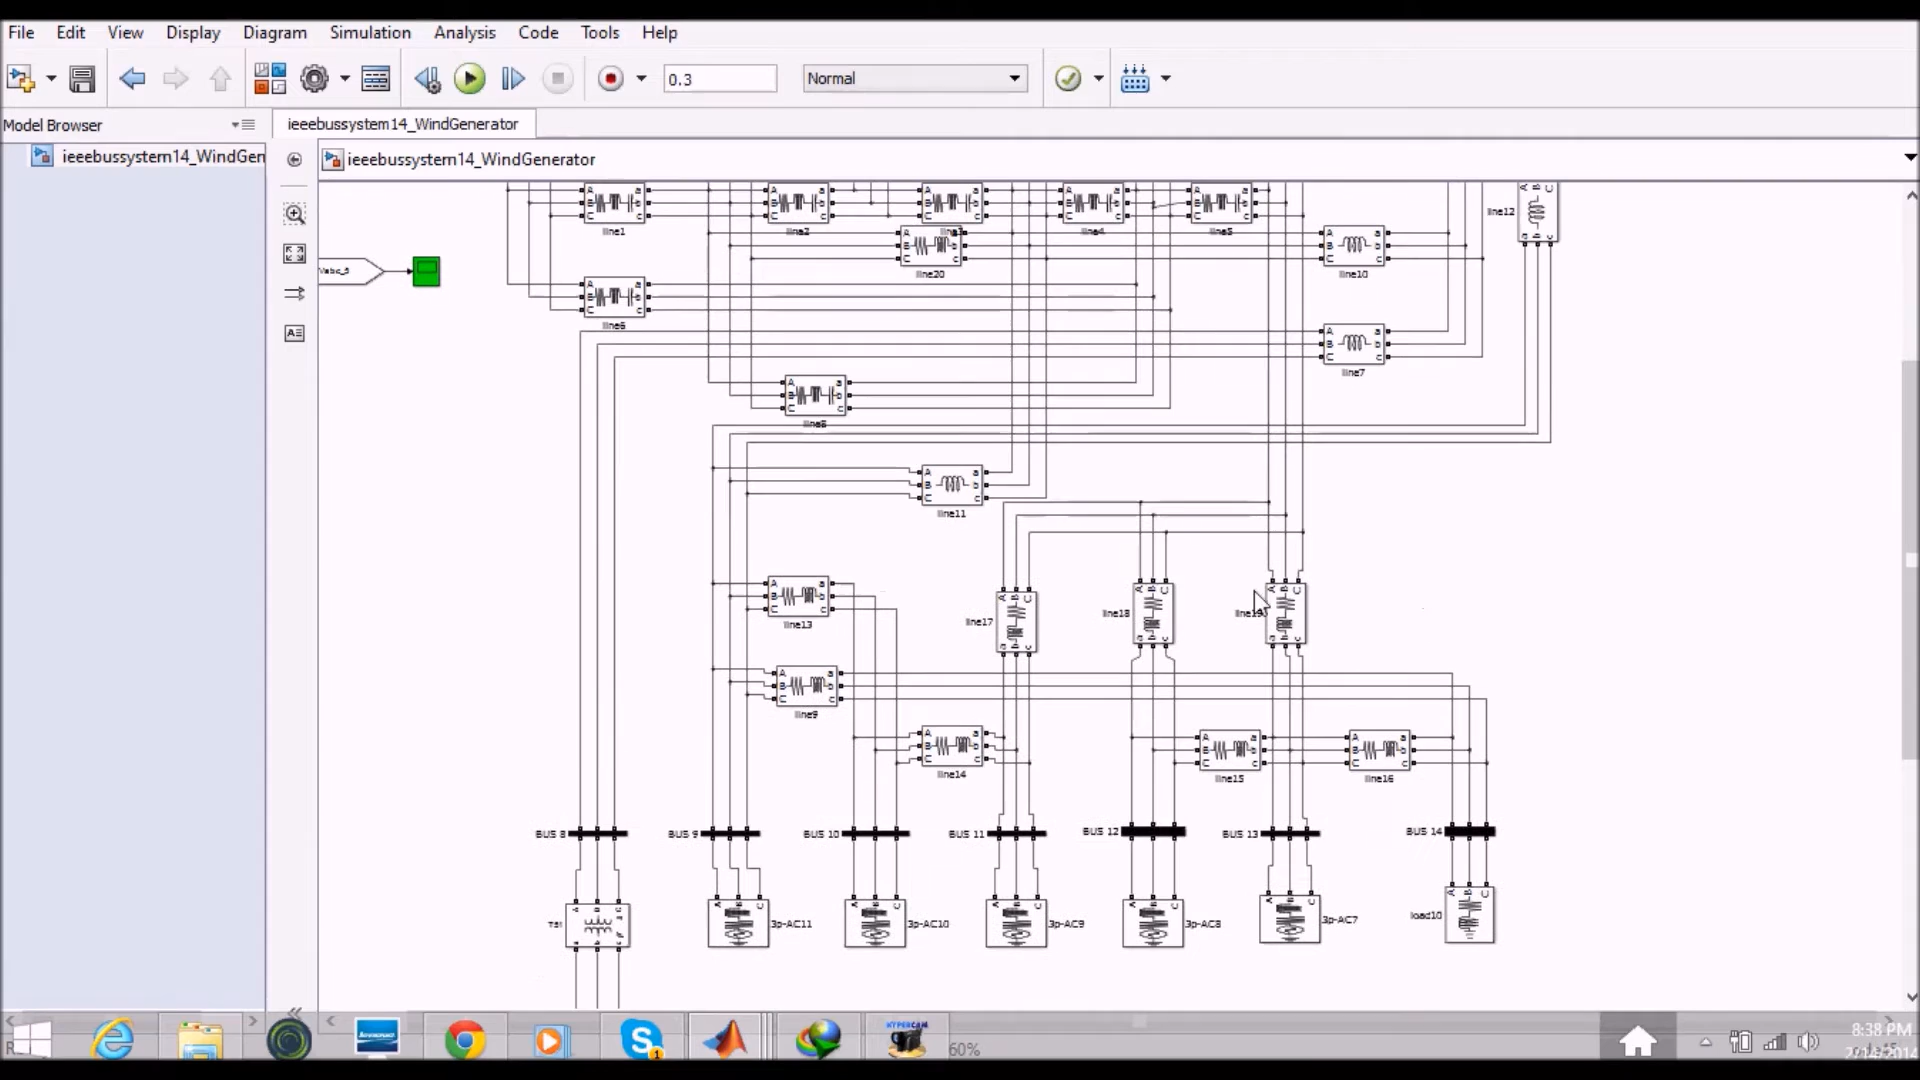 File Edit View Display Diagram Simulation Analysis Code Tools Help
0.3 Normal
Model Browser
ieeebussystem14_WindGenerator
ieeebussystem14_WindGen
ieeebussystem14_WindGenerator
Vabc_5
line1 line2 line4 line5 line12
line20 line10
line6
line7
line8
line11
line13
line17 line18
line9
line14 line15 line16
BUS 8 BUS 9 BUS 10 BUS 11 BUS 12 BUS 13 BUS 14
3p-AC11 3p-AC10 3p-AC9 3p-AC8 3p-AC7 load10
60%
8:38 PM